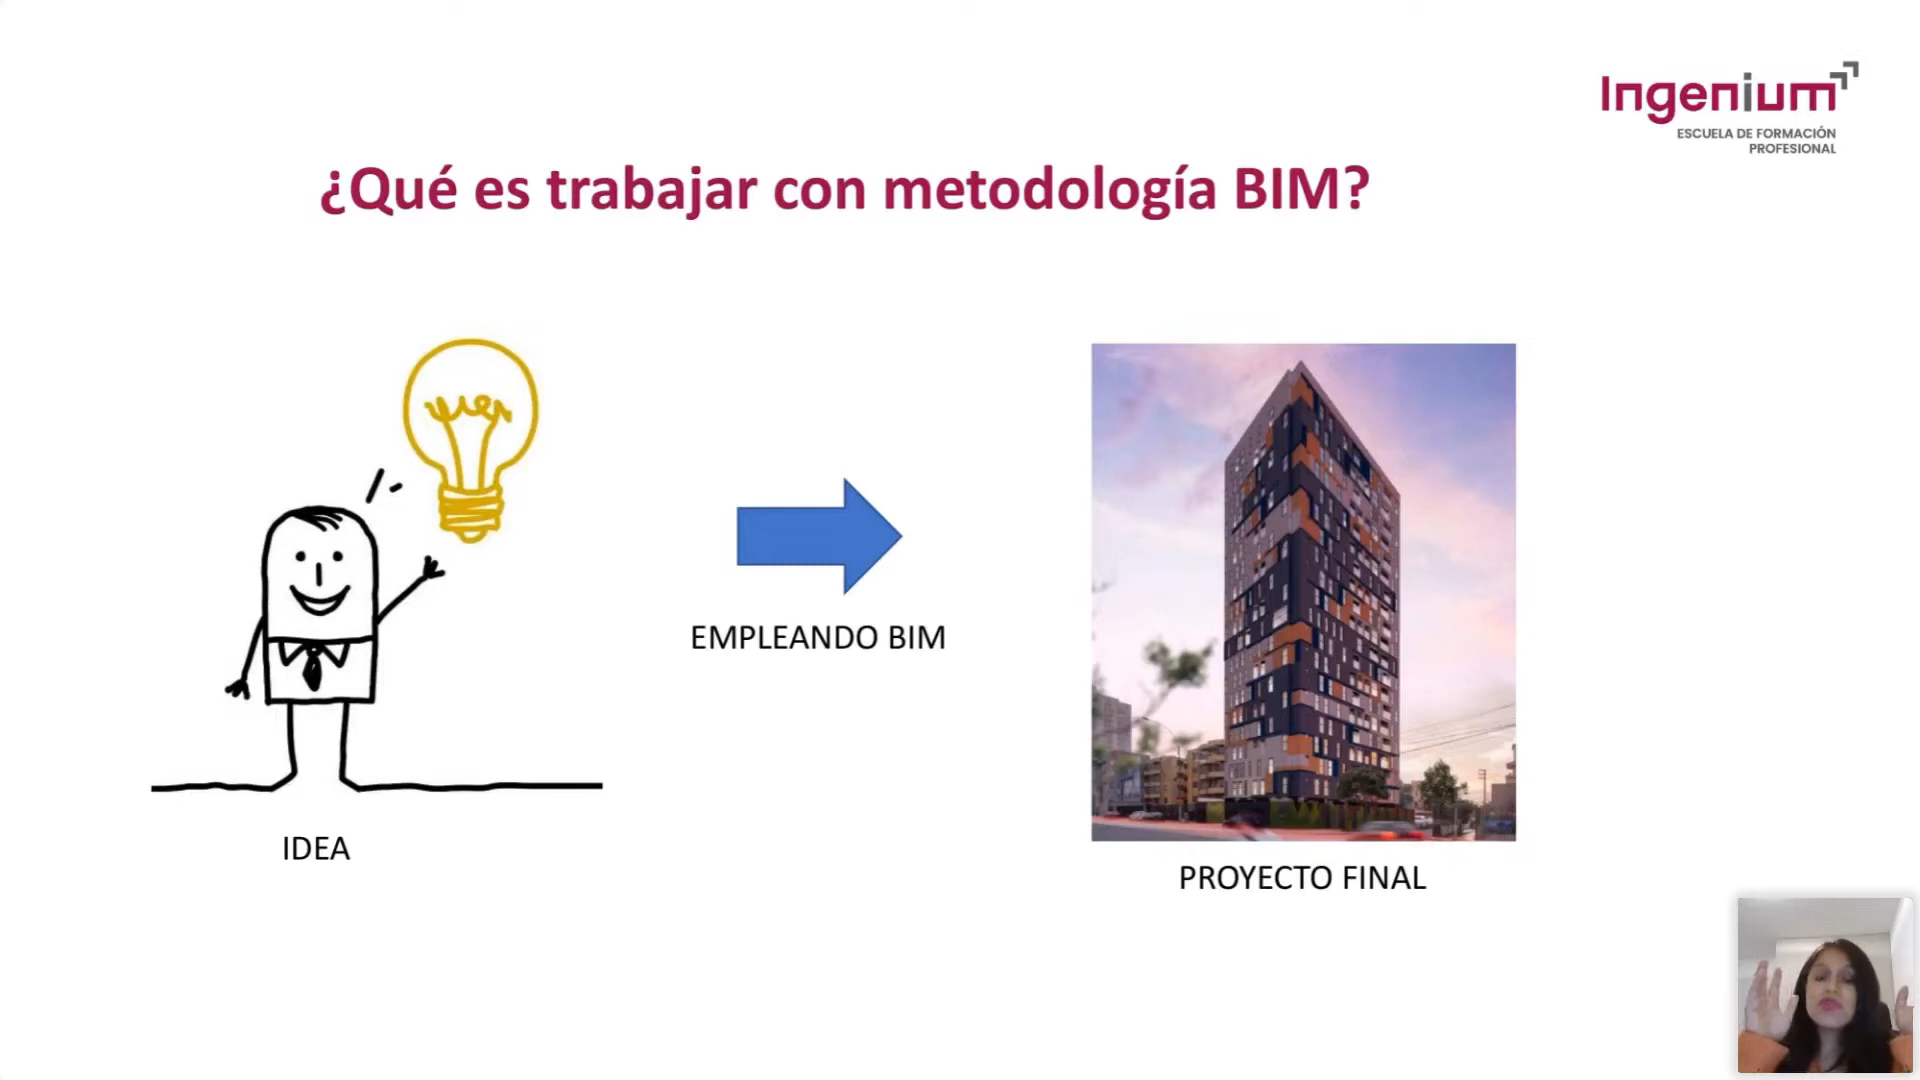 Ingenium
ESCUELA DE FORMACIÓN
PROFESIONAL
¿Qué es trabajar con metodología BIM?
EMPLEANDO BIM
IDEA
PROYECTO FINAL